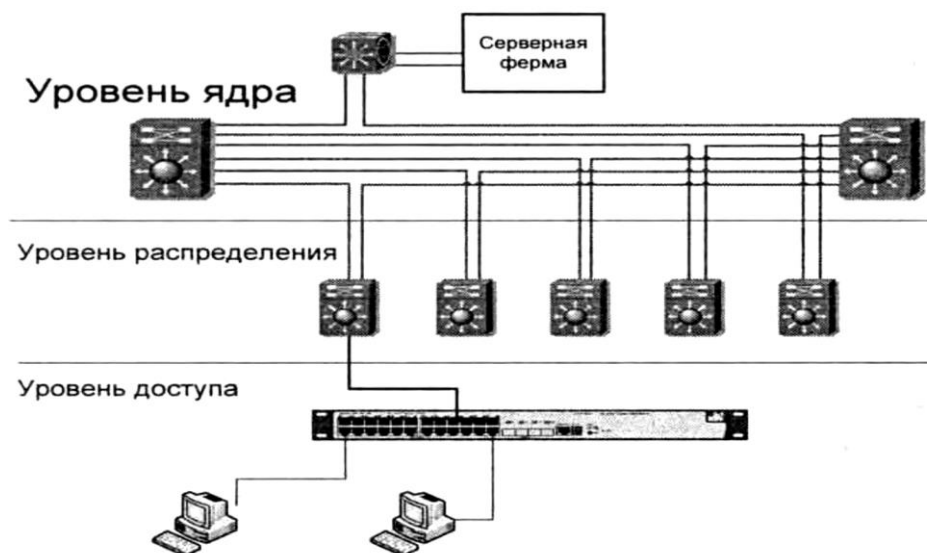 Серверная
ферма
Уровень ядра
Уровень распределения
Уровень доступа